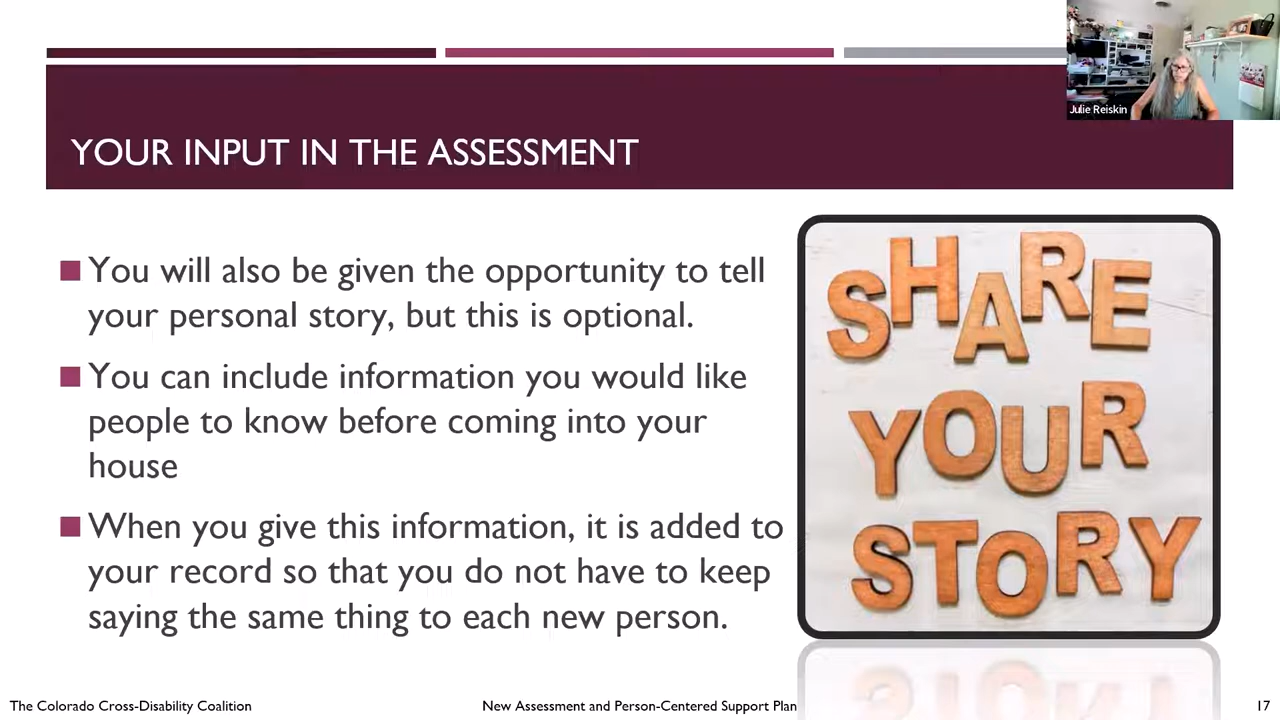 Julie Reiskin
YOUR INPUT IN THE ASSESSMENT
You will also be given the opportunity to tell
your personal story, but this is optional.
You can include information you would like
people to know before coming into your
house
When you give this information, it is added to
your record so that you do not have to keep
saying the same thing to each new person.
SHARE
YOUR
STORY
The Colorado Cross-Disability Coalition
New Assessment and Person-Centered Support Plan
17